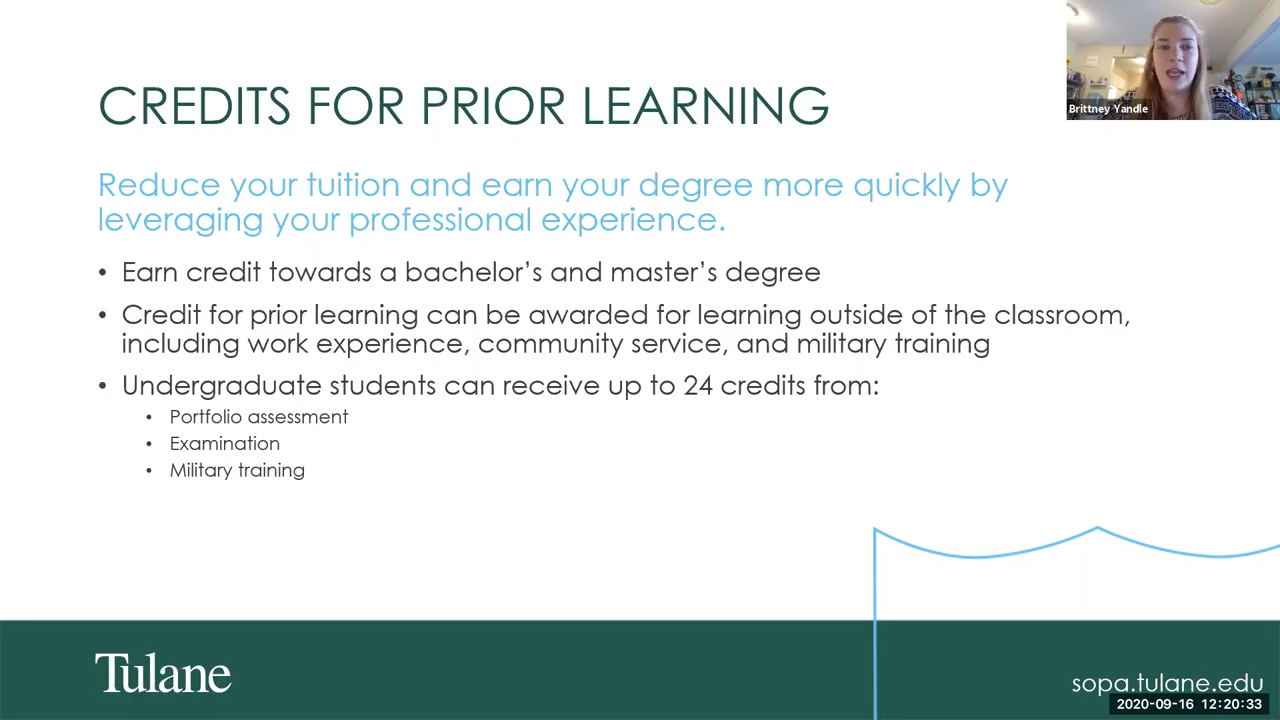 Brittney Yandle
CREDITS FOR PRIOR LEARNING
Reduce your tuition and earn your degree more quickly by
leveraging your professional experience.
• Earn credit towards a bachelor’s and master’s degree
• Credit for prior learning can be awarded for learning outside of the classroom,
including work experience, community service, and military training
• Undergraduate students can receive up to 24 credits from:
• Portfolio assessment
• Examination
• Military training
Tulane
sopa.tulane.edu
2020-09-16 12:20:33